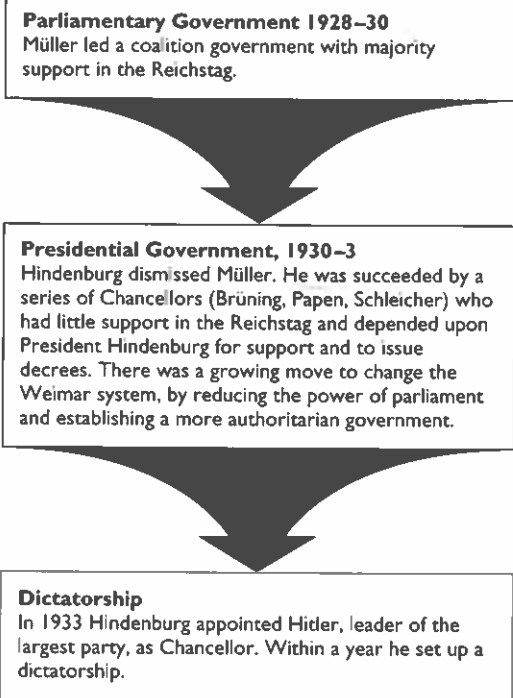 Parliamentary Government 1928–30
Müller led a coalition government with majority
support in the Reichstag.
Presidential Government, 1930–3
Hindenburg dismissed Müller. He was succeeded by a
series of Chancellors (Brüning, Papen, Schleicher) who
had little support in the Reichstag and depended upon
President Hindenburg for support and to issue
decrees. There was a growing move to change the
Weimar system, by reducing the power of parliament
and establishing a more authoritarian government.
Dictatorship
In 1933 Hindenburg appointed Hitler, leader of the
largest party, as Chancellor. Within a year he set up a
dictatorship.